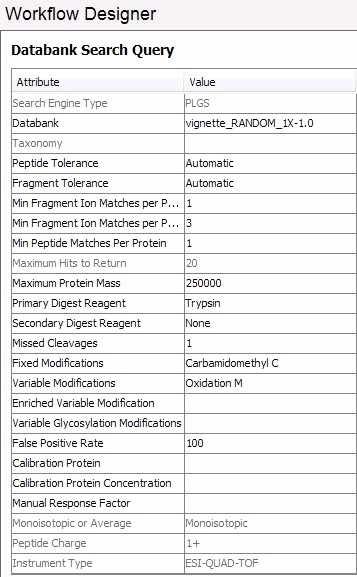 Workflow Designer
Databank Search Query
Attribute Value
Search Engine Type PLGS
Databank vignette_RANDOM_1X-1.0
Taxonomy
Peptide Tolerance Automatic
Fragment Tolerance Automatic
Min Fragment Ion Matches per P... 1
Min Fragment Ion Matches per P... 3
Min Peptide Matches Per Protein 1
Maximum Hits to Return 20
Maximum Protein Mass 250000
Primary Digest Reagent Trypsin
Secondary Digest Reagent None
Missed Cleavages 1
Fixed Modifications Carbamidomethyl C
Variable Modifications Oxidation M
Enriched Variable Modification
Variable Glycosylation Modifications
False Positive Rate 100
Calibration Protein
Calibration Protein Concentration
Manual Response Factor
Monoisotopic or Average Monoisotopic
Peptide Charge 1+
Instrument Type ESI-QUAD-TOF